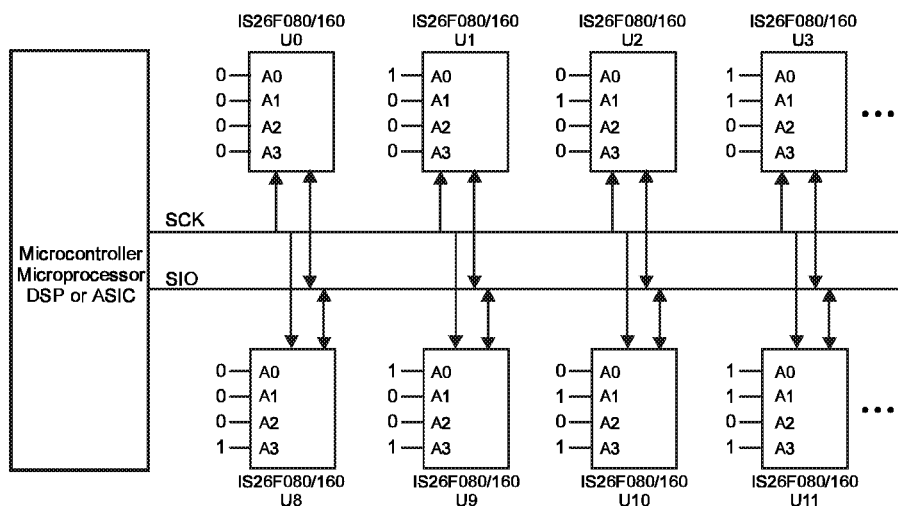 IS26F080/160 IS26F080/160 IS26F080/160 IS26F080/160
U0 U1 U2 U3
0 A0 1 A0 0 A0 1 A0
0 A1 0 A1 1 A1 1 A1
0 A2 0 A2 0 A2 0 A2
0 A3 0 A3 0 A3 0 A3
SCK
Microcontroller
Microprocessor
DSP or ASIC
SIO
0 A0 1 A0 0 A0 1 A0
0 A1 0 A1 1 A1 1 A1
0 A2 0 A2 0 A2 0 A2
1 A3 1 A3 1 A3 1 A3
IS26F080/160 IS26F080/160 IS26F080/160 IS26F080/160
U8 U9 U10 U11